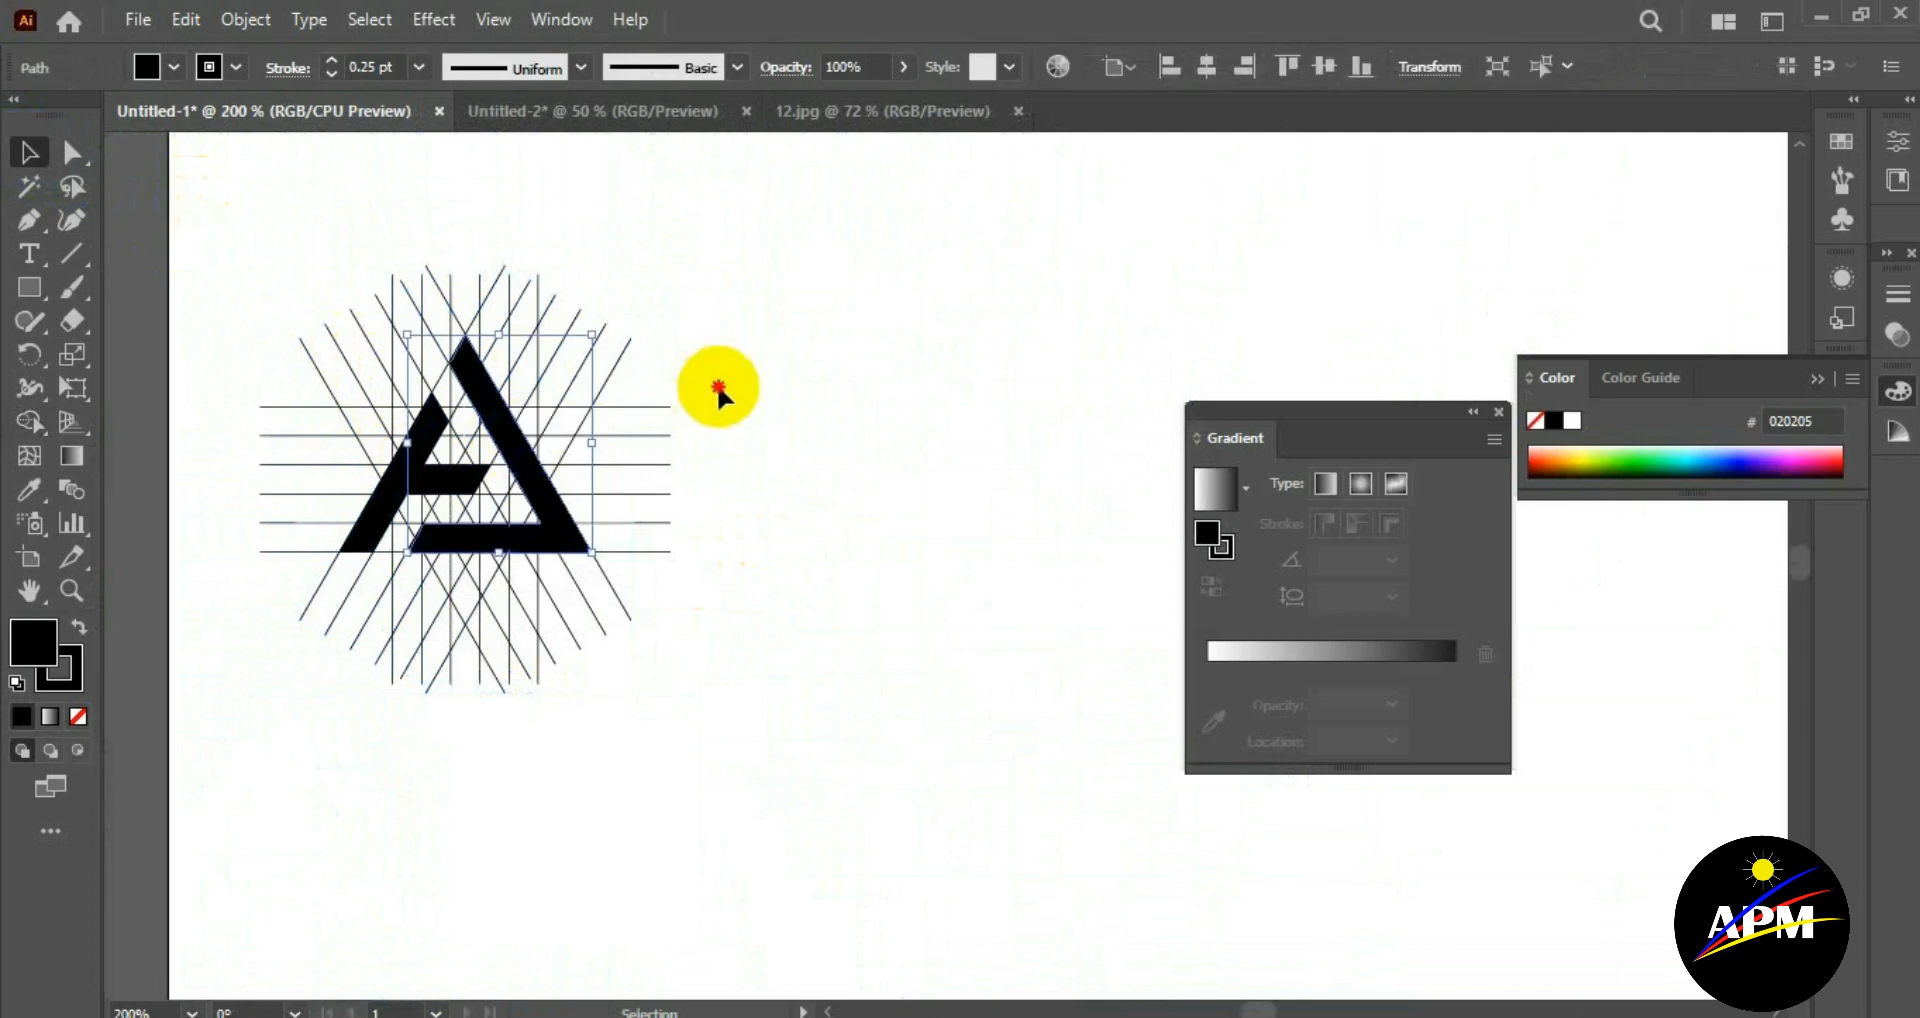 Ai File Edit Object Type Select Effect View Window Help
Path Stroke: 0.25 pt Uniform Basic Opacity: 100% Style: Transform
Untitled-1* @ 200 % (RGB/CPU Preview) × Untitled-2* @ 50 % (RGB/Preview) × 12.jpg @ 72 % (RGB/Preview) ×
Color Color Guide
# 020205
Gradient
Type:
Stroke:
Opacity:
Location:
APM
200% 0° 1 Selection